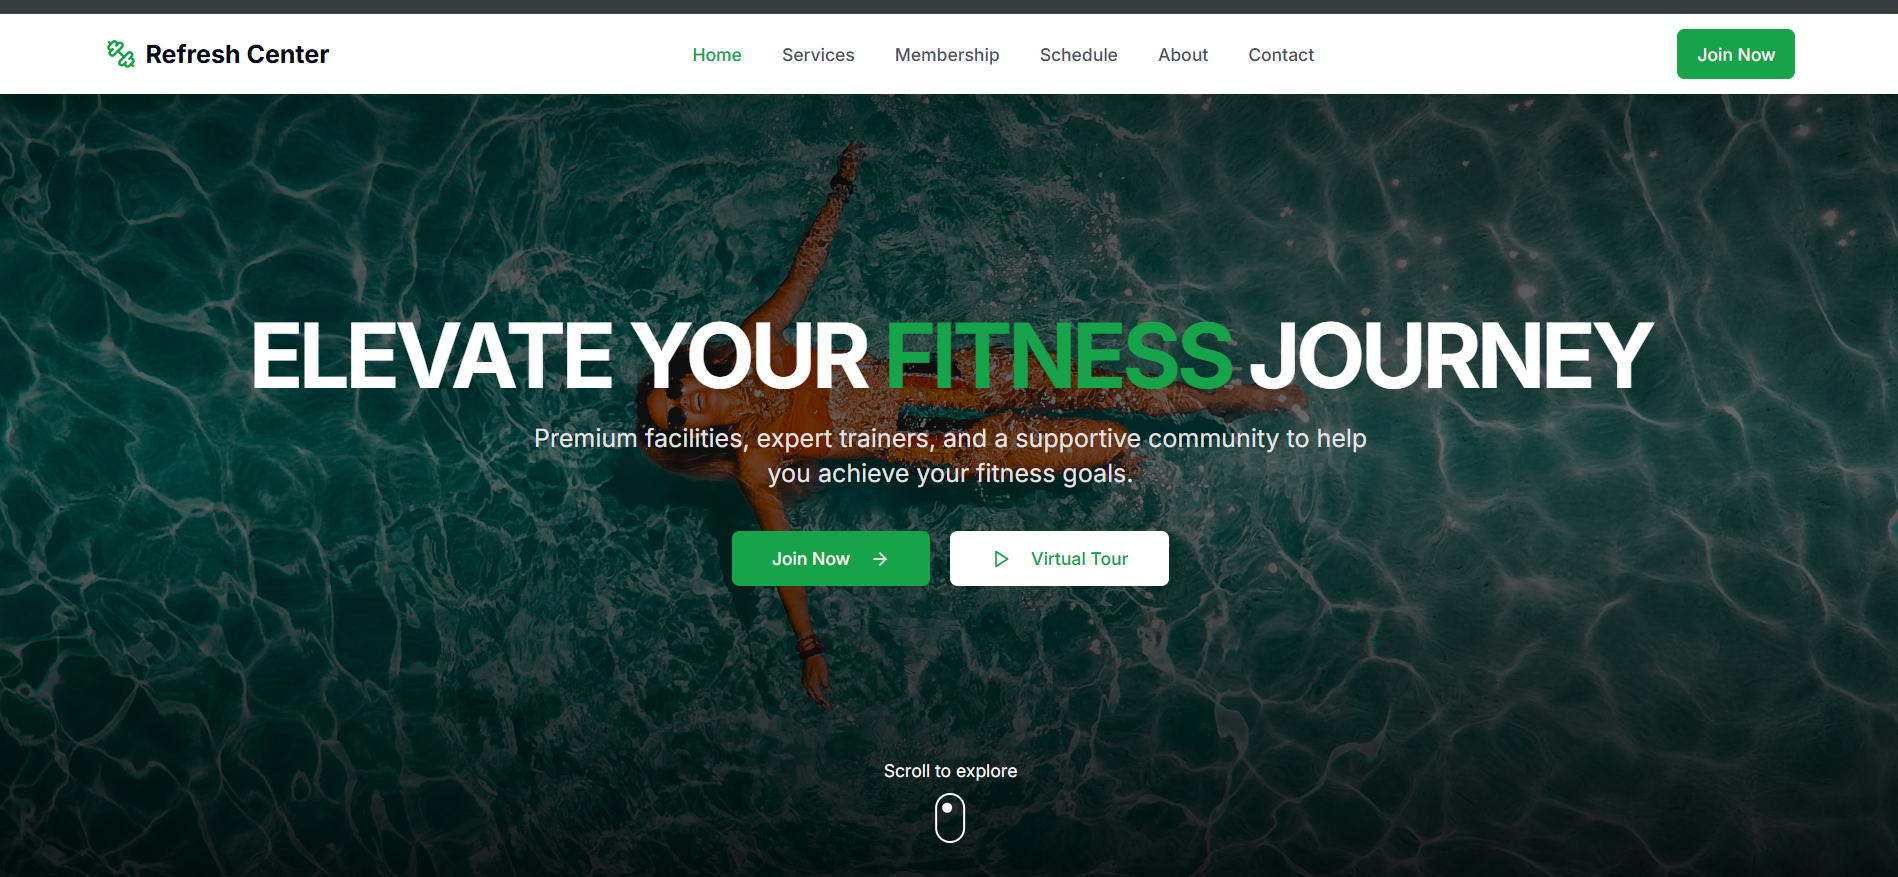 Refresh Center
Home Services Membership Schedule About Contact
Join Now
ELEVATE YOUR FITNESS JOURNEY
Premium facilities, expert trainers, and a supportive community to help
you achieve your fitness goals.
Join Now
Virtual Tour
Scroll to explore